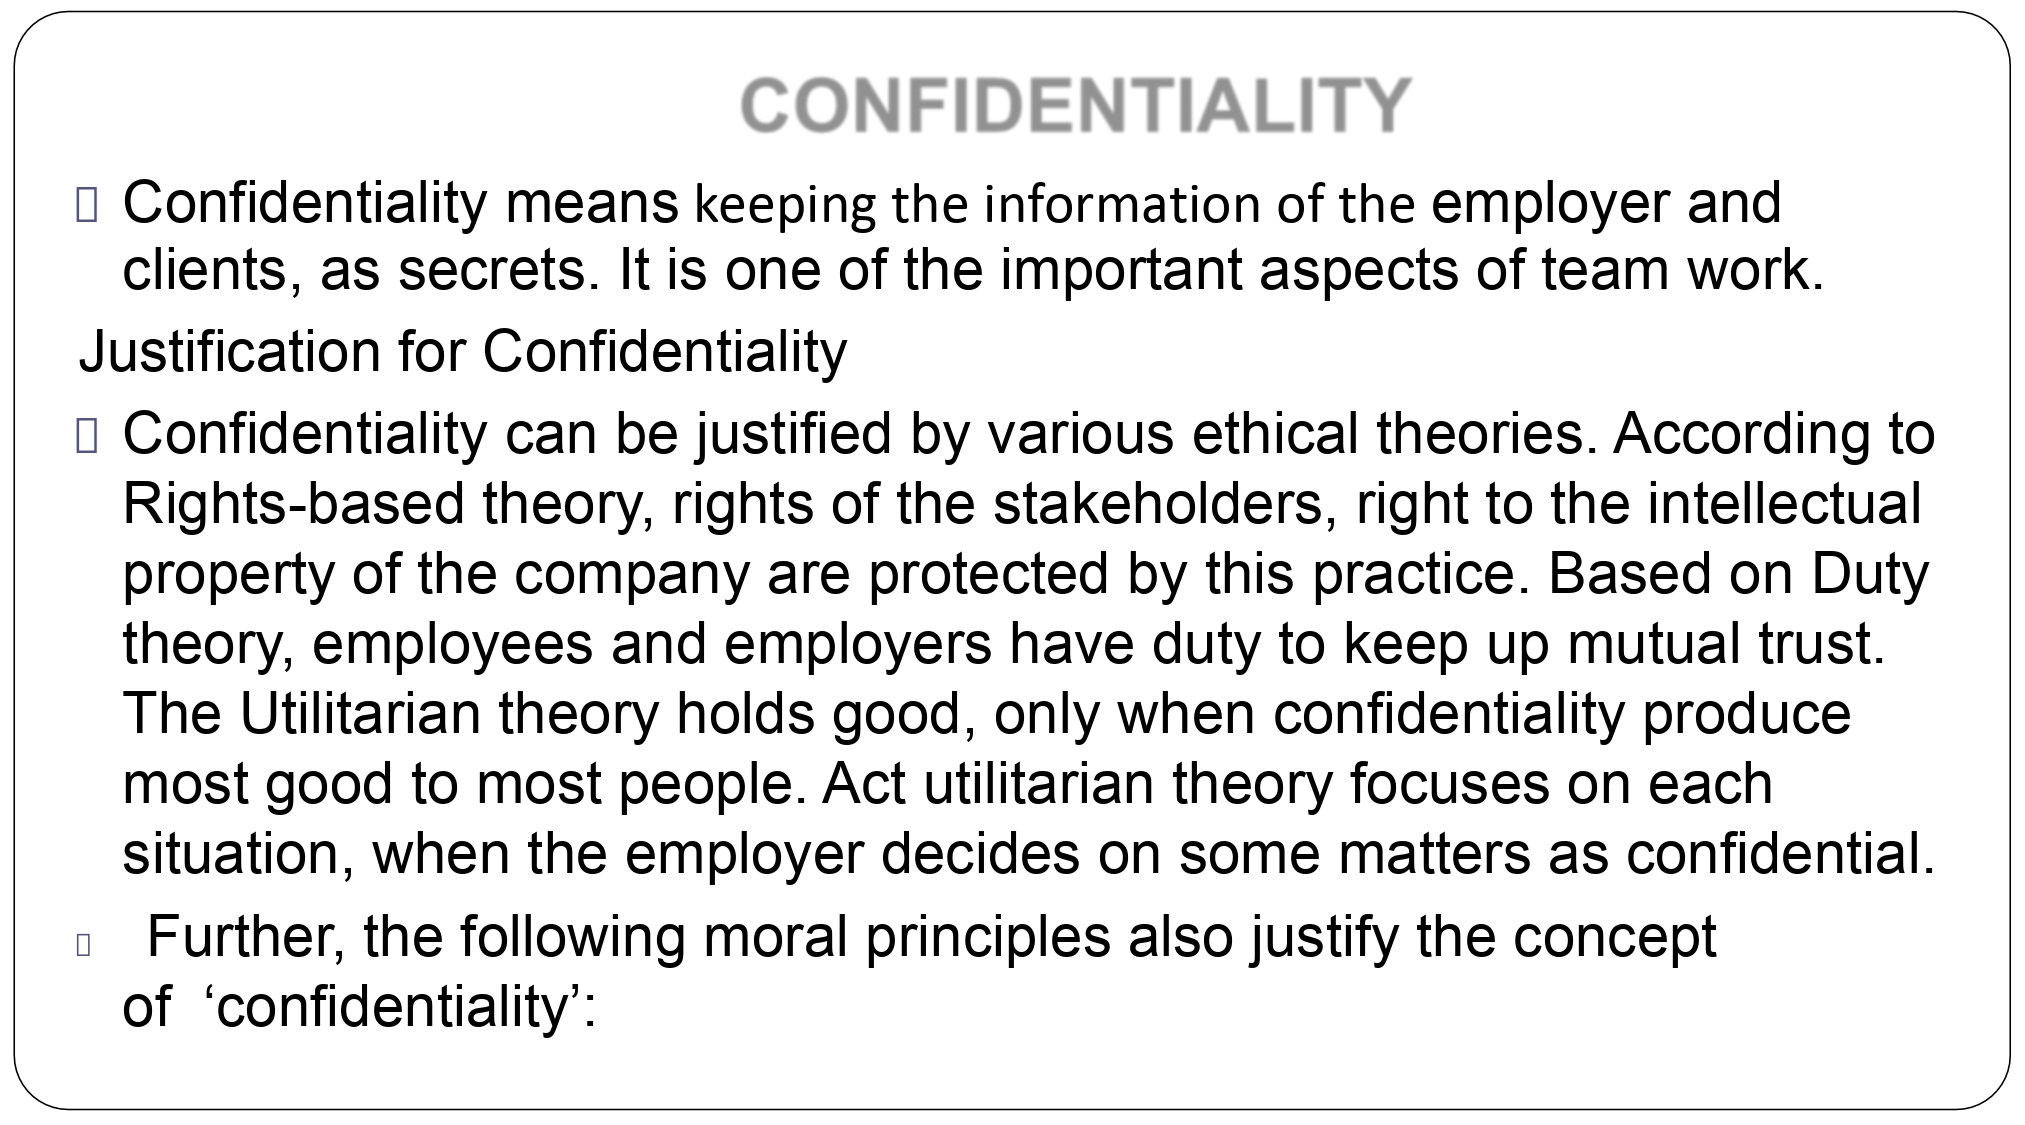 CONFIDENTIALITY
Confidentiality means keeping the information of the employer and
clients, as secrets. It is one of the important aspects of team work.
Justification for Confidentiality
Confidentiality can be justified by various ethical theories. According to
Rights-based theory, rights of the stakeholders, right to the intellectual
property of the company are protected by this practice. Based on Duty
theory, employees and employers have duty to keep up mutual trust.
The Utilitarian theory holds good, only when confidentiality produce
most good to most people. Act utilitarian theory focuses on each
situation, when the employer decides on some matters as confidential.
Further, the following moral principles also justify the concept
of ‘confidentiality’: